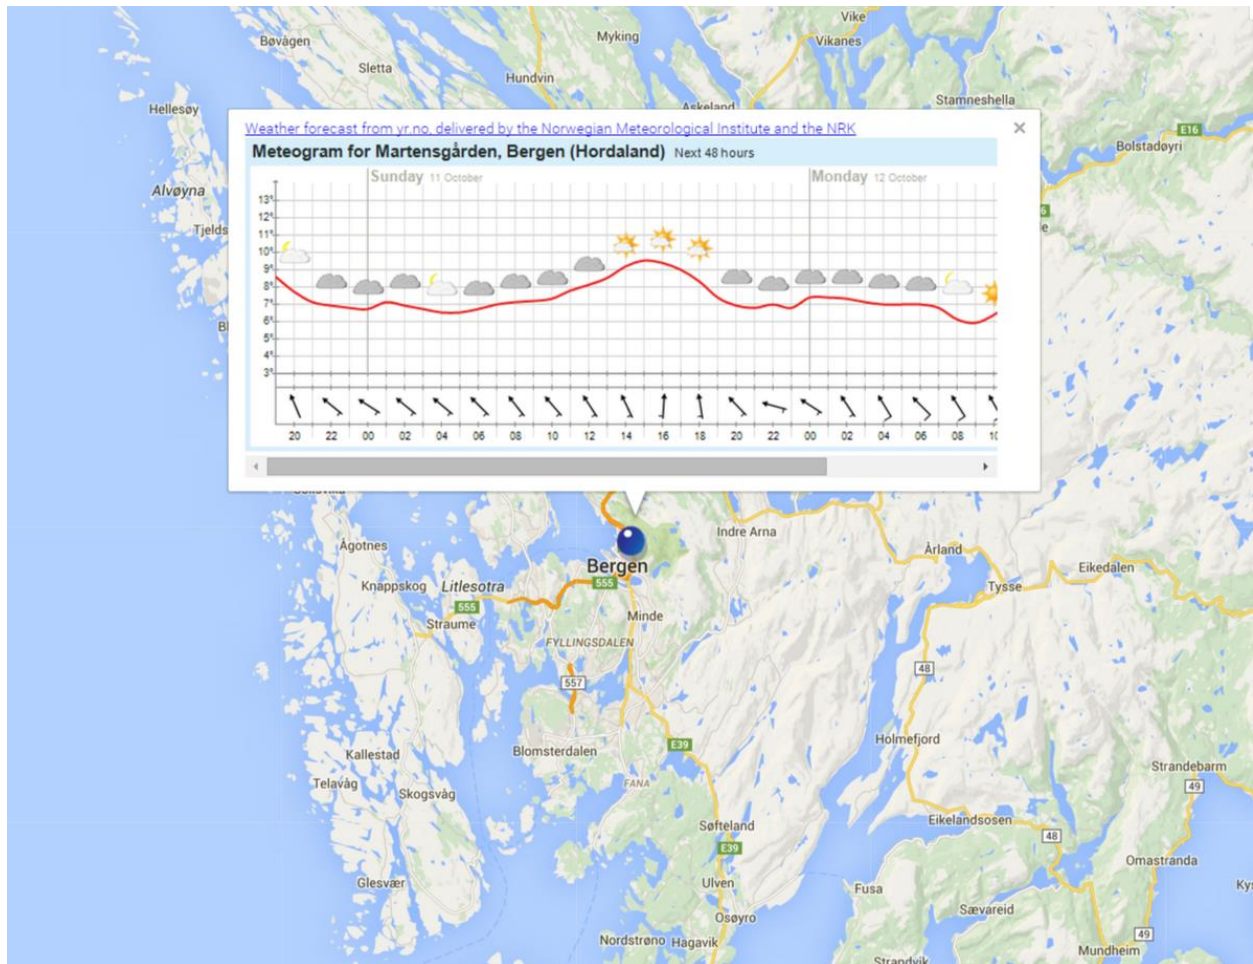 Vike
Bøvågen
Myking
Vikanes
Sletta
Hundvin
Stamneshella
Hellesøy
Askeland
E16
Bolstadøyri
Weather forecast from yr.no, delivered by the Norwegian Meteorological Institute and the NRK
×
Meteogram for Martensgården, Bergen (Hordaland) Next 48 hours
Sunday 11 October
Monday 12 October
Alvøyna
13°
12°
11°
10°
9°
8°
7°
6°
5°
4°
3°
20 22 00 02 04 06 08 10 12 14 16 18 20 22 00 02 04 06 08 10
Indre Arna
Ågotnes
Årland
Bergen
Eikedalen
Knappskog
Litlesotra
555
Tysse
555
Straume
Minde
FYLLINGSDALEN
48
557
Holmefjord
Blomsterdalen
E39
Kallestad
Strandebarm
Telavåg
FANA
49
Skogsvåg
Eikelandsosen
Søfteland
48
E39
Omastranda
Glesvær
Ulven
Fusa
Sævareid
Osøyro
49
Nordstrøno
Hagavik
Mundheim
Strandvik